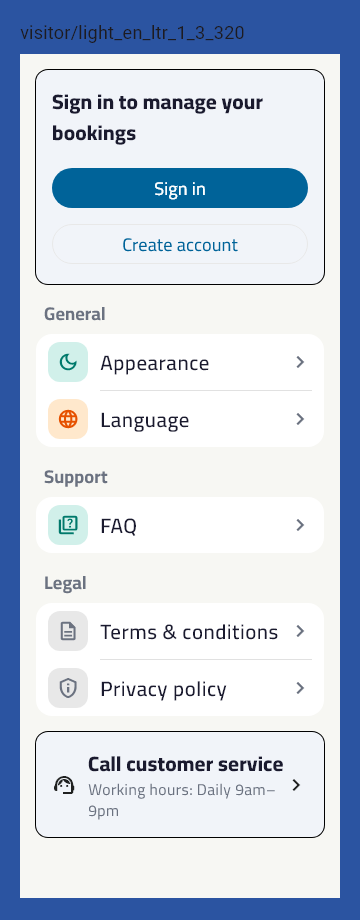 visitor/light_en_ltr_1_3_320
Sign in to manage your
bookings
Sign in
Create account
General
Appearance
Language
Support
FAQ
Legal
Terms & conditions
Privacy policy
Call customer service
Working hours: Daily 9am–
9pm